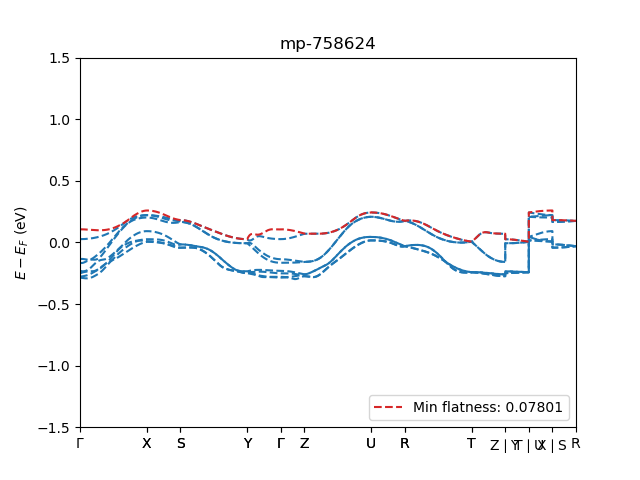 mp-758624
E − E_F (eV)
1.5
1.0
0.5
0.0
−0.5
−1.0
−1.5
Min flatness: 0.07801
Γ X S Y Γ Z U R T Z | Y T | U X | S R